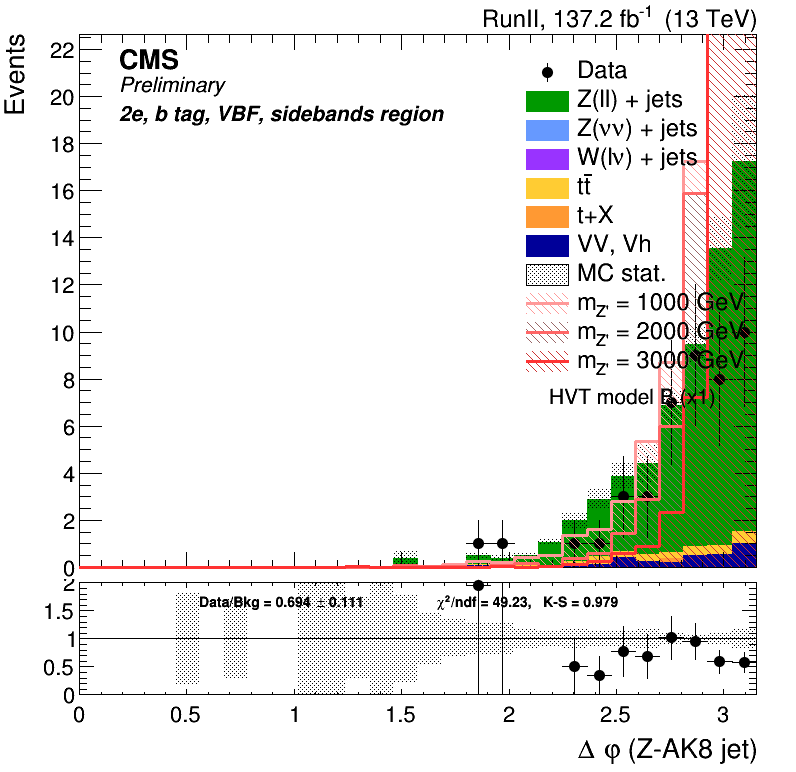 RunII, 137.2 fb⁻¹ (13 TeV)
Events
CMS
Preliminary
2e, b tag, VBF, sidebands region
Data
Z(ll) + jets
Z(νν) + jets
W(lν) + jets
tt̄
t+X
VV, Vh
MC stat.
m_Z' = 1000 GeV
m_Z' = 2000 GeV
m_Z' = 3000 GeV
HVT model B (x1)
22
20
18
16
14
12
10
8
6
4
2
0
Data/Bkg = 0.694 ± 0.111 χ²/ndf = 49.23, K-S = 0.979
2
1.5
1
0.5
0
0 0.5 1 1.5 2 2.5 3
Δ φ (Z-AK8 jet)